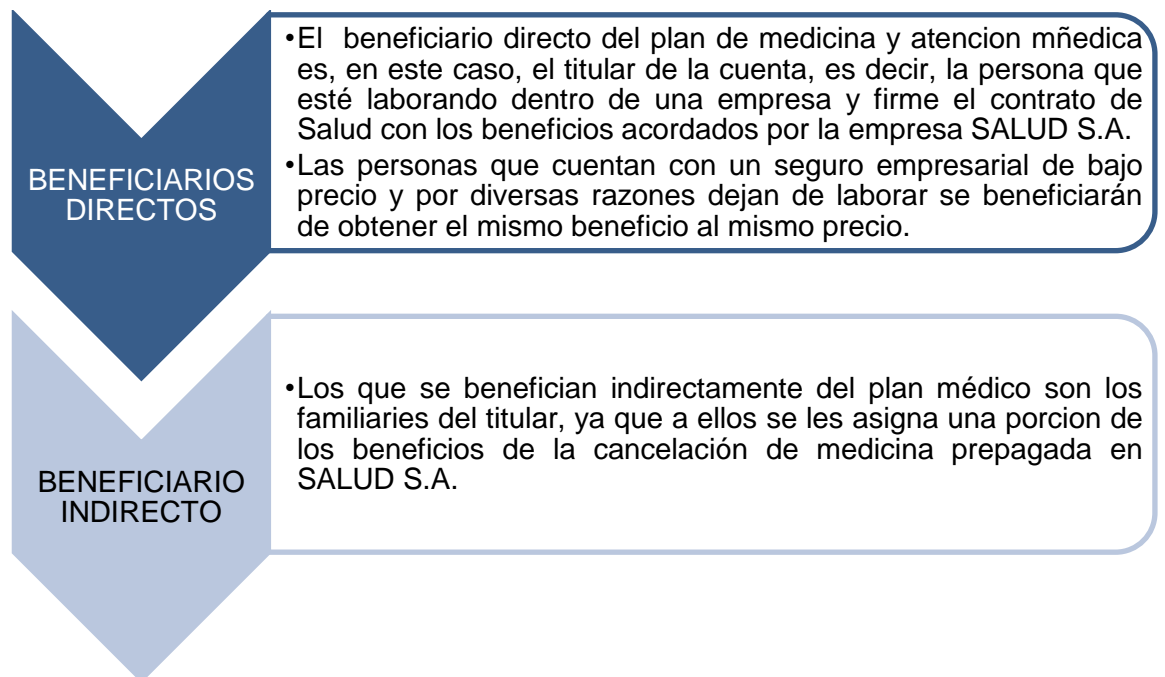 BENEFICIARIOS
DIRECTOS
•El beneficiario directo del plan de medicina y atencion mñedica
es, en este caso, el titular de la cuenta, es decir, la persona que
esté laborando dentro de una empresa y firme el contrato de
Salud con los beneficios acordados por la empresa SALUD S.A.
•Las personas que cuentan con un seguro empresarial de bajo
precio y por diversas razones dejan de laborar se beneficiarán
de obtener el mismo beneficio al mismo precio.
BENEFICIARIO
INDIRECTO
•Los que se benefician indirectamente del plan médico son los
familiaries del titular, ya que a ellos se les asigna una porcion de
los beneficios de la cancelación de medicina prepagada en
SALUD S.A.